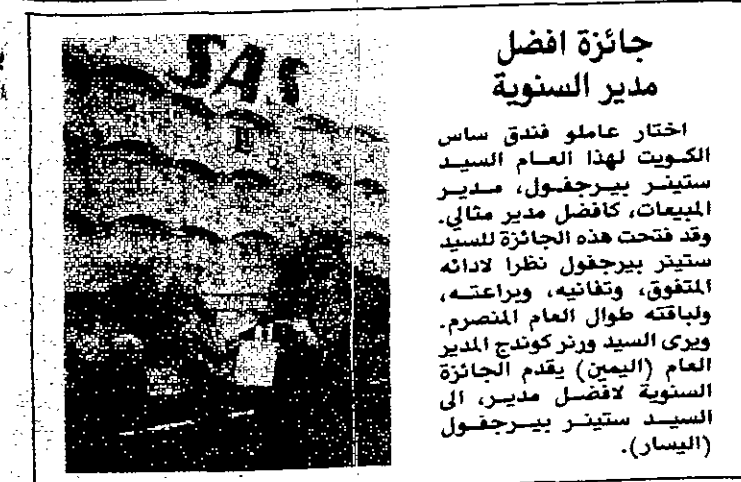 جائزة افضل
مدير السنوية
اختار عاملو فندق ساس
الكويت لهذا العام السيد
ستينر بيرجفول، مدير
المبيعات، كافضل مدير مثالي.
وقد فتحت هذه الجائزة للسيد
ستينر بيرجفول نظرا لادائه
المتفوق، وتفانيه، وبراعته،
ولباقته طوال العام المنصرم.
ويرى السيد ورنر كوندج المدير
العام (اليمين) يقدم الجائزة
السنوية لافضل مدير، الى
السيد ستينر بيرجفول
(اليسار).
SAS